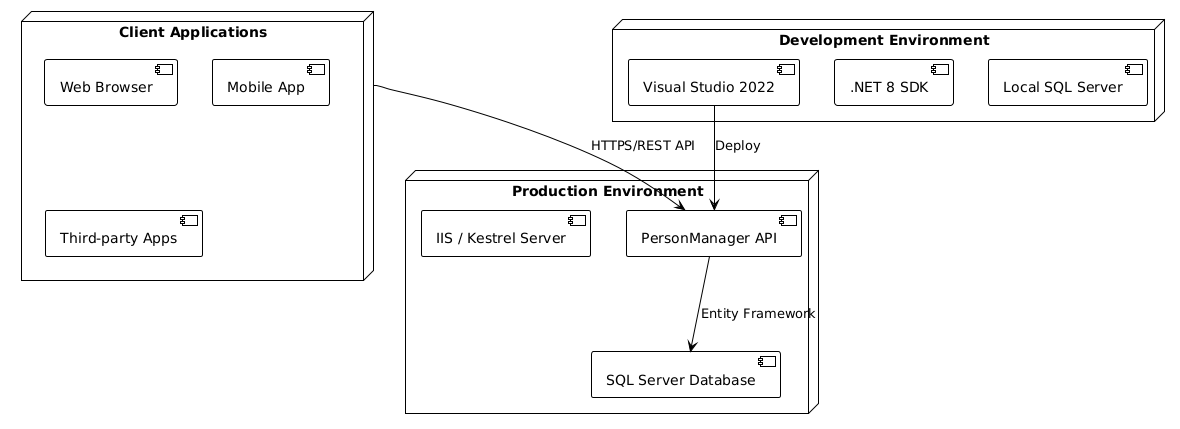 Client Applications
Web Browser
Mobile App
Third-party Apps
Development Environment
Visual Studio 2022
.NET 8 SDK
Local SQL Server
HTTPS/REST API
Deploy
Production Environment
IIS / Kestrel Server
PersonManager API
Entity Framework
SQL Server Database